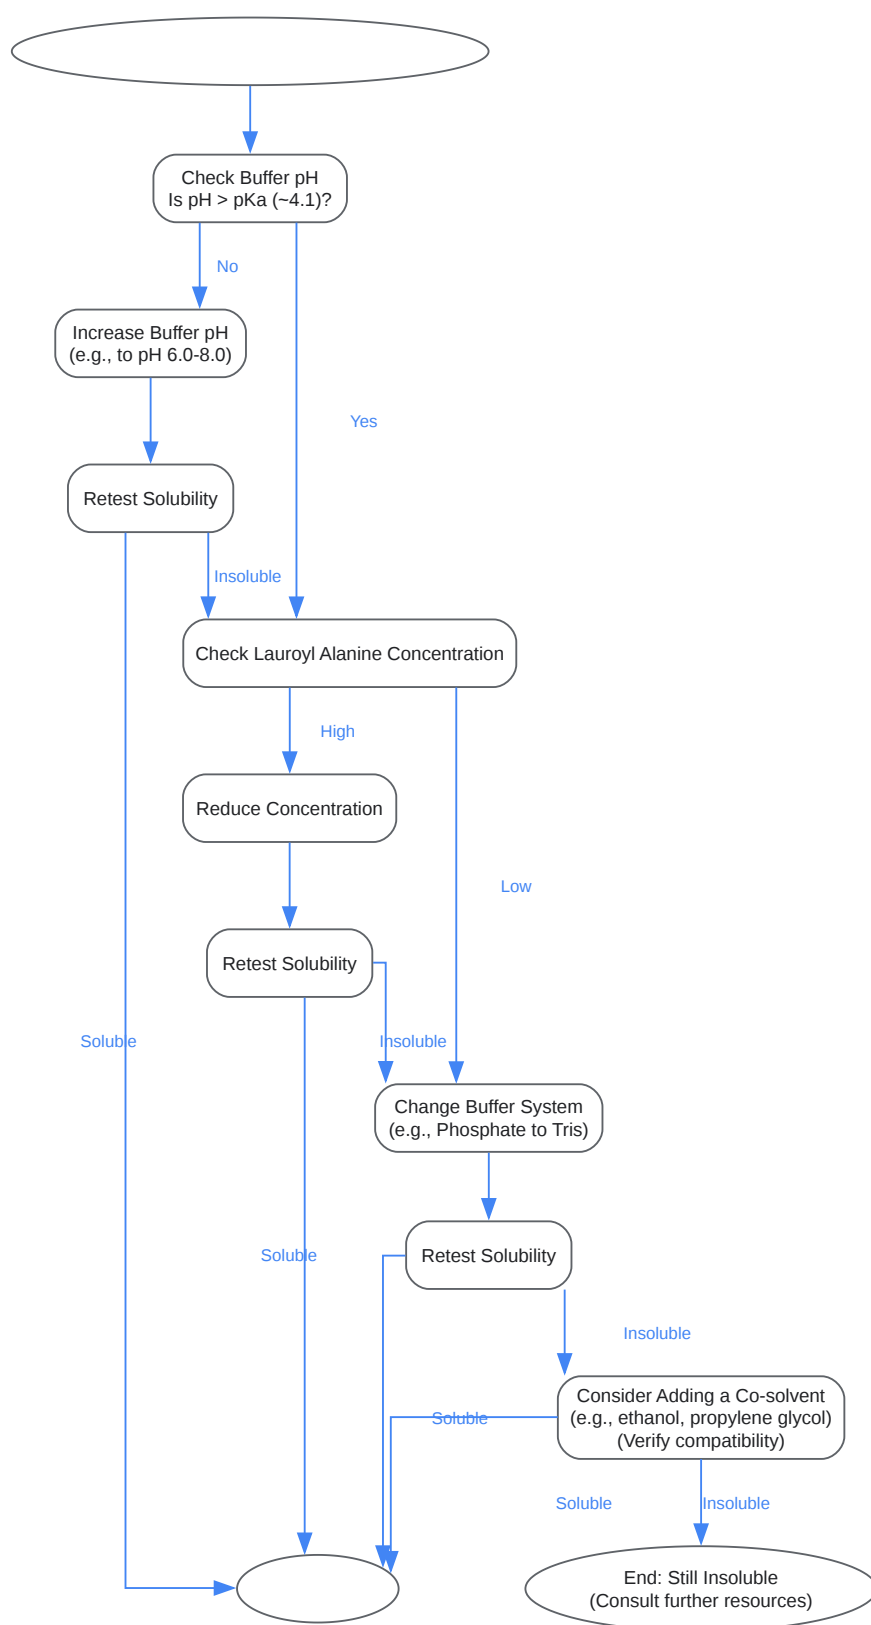 Check Buffer pH
Is pH > pKa (~4.1)?
No
Increase Buffer pH
(e.g., to pH 6.0-8.0)
Yes
Retest Solubility
Insoluble
Check Lauroyl Alanine Concentration
High
Reduce Concentration
Low
Retest Solubility
Soluble
Insoluble
Change Buffer System
(e.g., Phosphate to Tris)
Soluble
Retest Solubility
Insoluble
Consider Adding a Co-solvent
(e.g., ethanol, propylene glycol)
(Verify compatibility)
Soluble
Soluble
Insoluble
End: Still Insoluble
(Consult further resources)